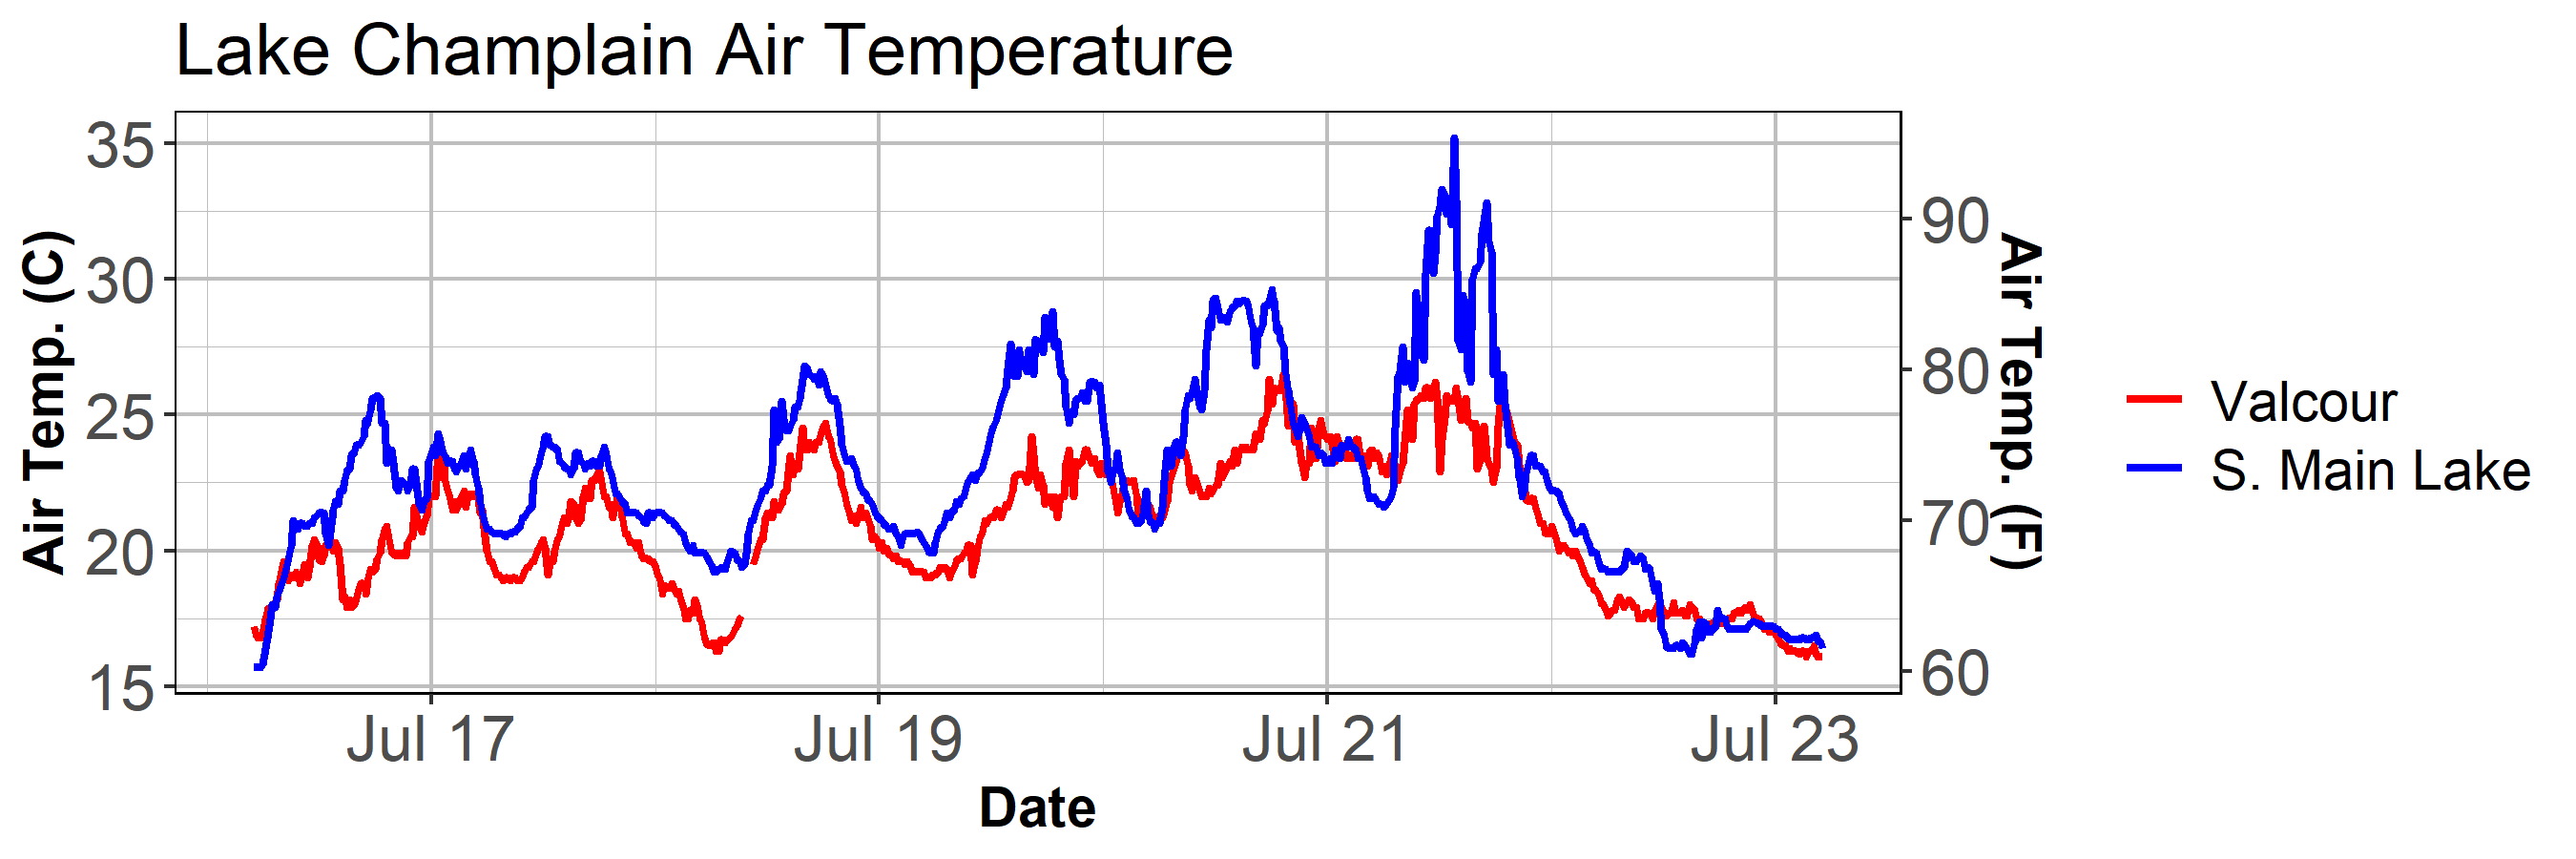 Lake Champlain Air Temperature
Air Temp. (C)
35
30
25
20
15
90
80
70
60
Air Temp. (F)
Jul 17
Jul 19
Jul 21
Jul 23
Date
Valcour
S. Main Lake